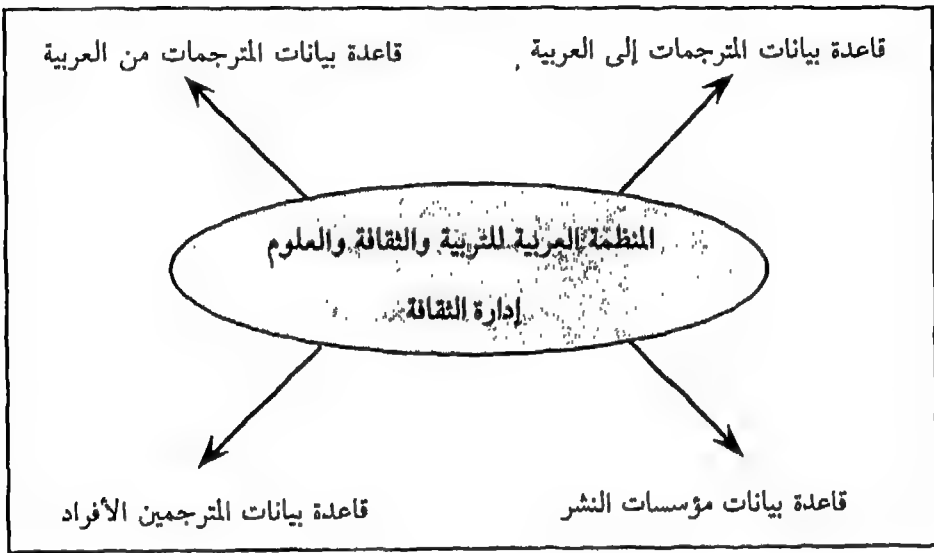 قاعدة بيانات المترجمات إلى العربية
قاعدة بيانات المترجمات من العربية
المنظمة العربية للتربية والثقافة والعلوم
إدارة الثقافة
قاعدة بيانات مؤسسات النشر
قاعدة بيانات المترجمين الأفراد